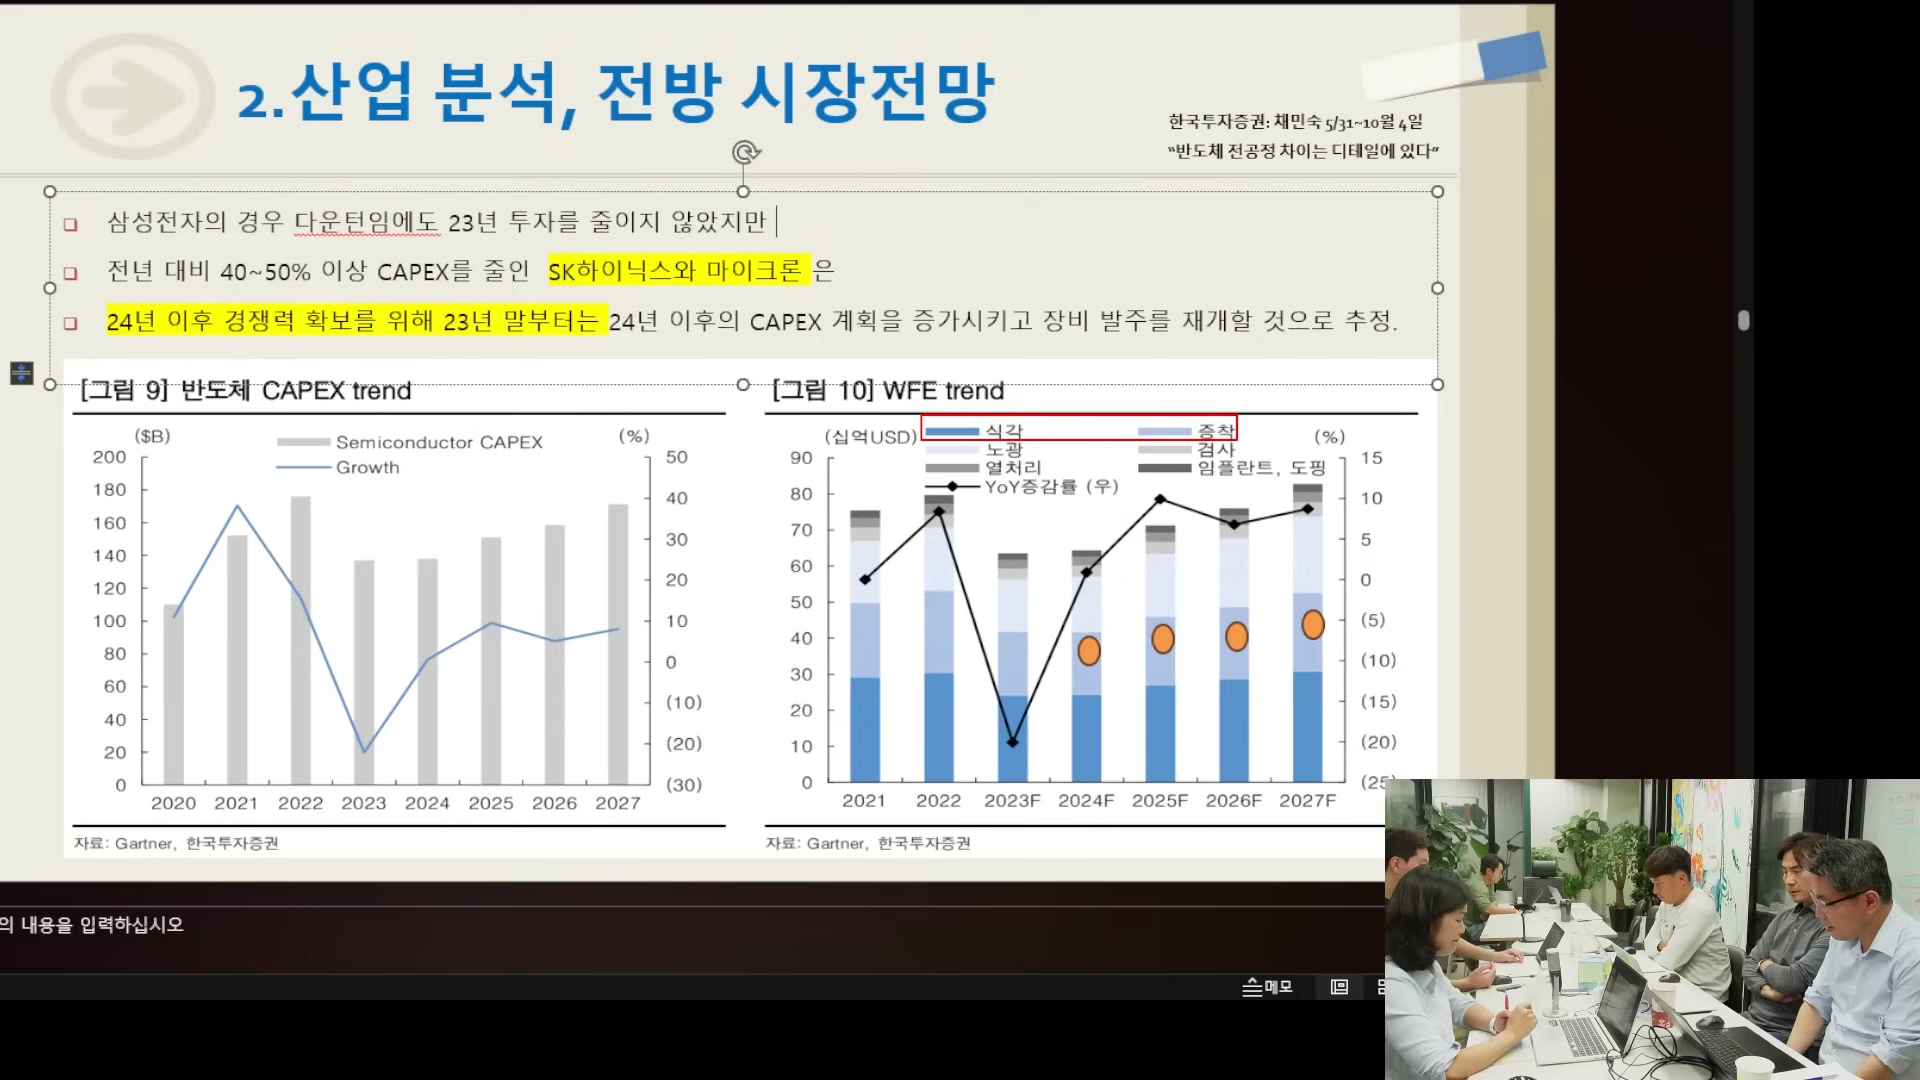 2.산업 분석, 전방 시장전망
한국투자증권: 채민숙 5/31~10월 4일
“반도체 전공정 차이는 디테일에 있다”
삼성전자의 경우 다운턴임에도 23년 투자를 줄이지 않았지만
전년 대비 40~50% 이상 CAPEX를 줄인 SK하이닉스와 마이크론 은
24년 이후 경쟁력 확보를 위해 23년 말부터는 24년 이후의 CAPEX 계획을 증가시키고 장비 발주를 재개할 것으로 추정.
[그림 9] 반도체 CAPEX trend
($B)
(%)
Semiconductor CAPEX
Growth
200
180
160
140
120
100
80
60
40
20
0
50
40
30
20
10
0
(10)
(20)
(30)
2020 2021 2022 2023 2024 2025 2026 2027
자료: Gartner, 한국투자증권
[그림 10] WFE trend
(십억USD)
(%)
식각 증착
노광 검사
열처리 임플란트, 도핑
YoY증감률 (우)
90
80
70
60
50
40
30
20
10
0
15
10
5
0
(5)
(10)
(15)
(20)
2021 2022 2023F 2024F 2025F 2026F 2027F
자료: Gartner, 한국투자증권
의 내용을 입력하십시오
메모